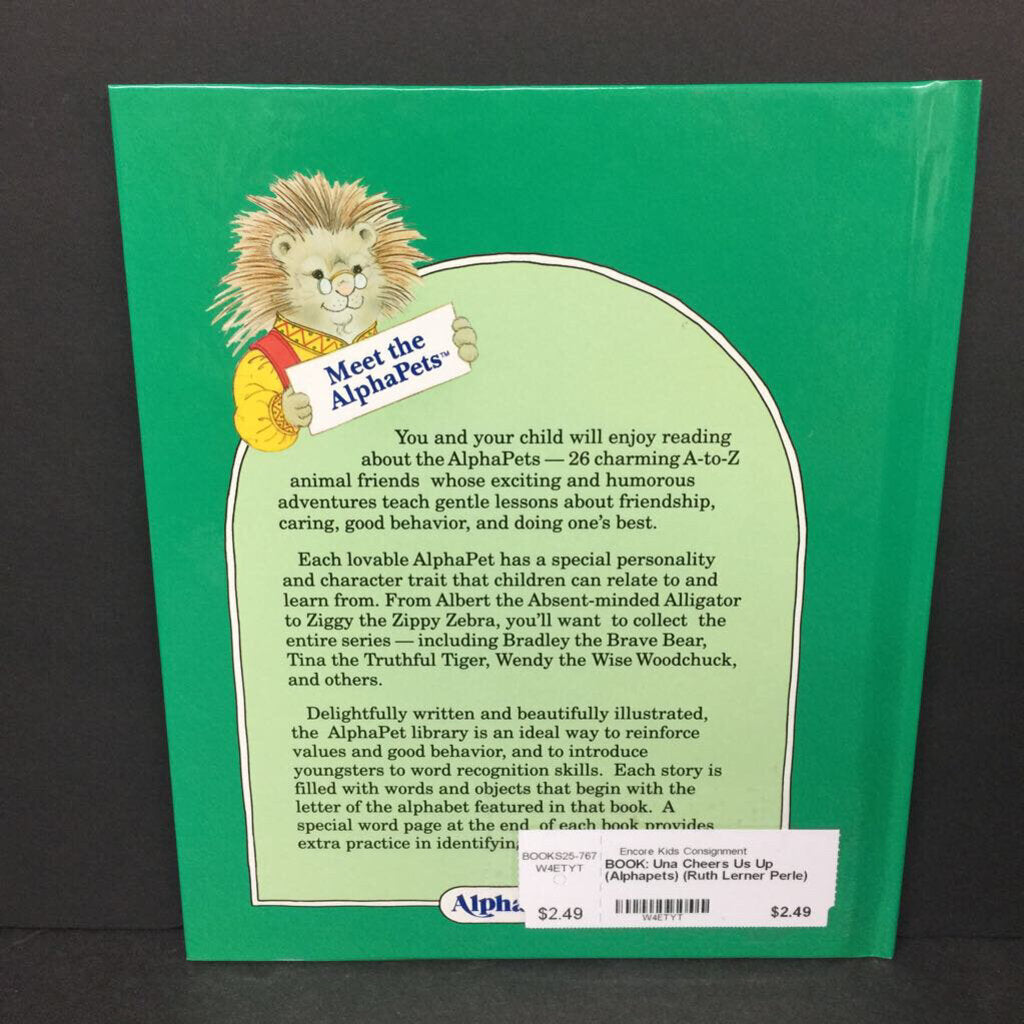 Meet the
AlphaPets™
You and your child will enjoy reading
about the AlphaPets — 26 charming A-to-Z
animal friends whose exciting and humorous
adventures teach gentle lessons about friendship,
caring, good behavior, and doing one's best.
Each lovable AlphaPet has a special personality
and character trait that children can relate to and
learn from. From Albert the Absent-minded Alligator
to Ziggy the Zippy Zebra, you'll want to collect the
entire series — including Bradley the Brave Bear,
Tina the Truthful Tiger, Wendy the Wise Woodchuck,
and others.
Delightfully written and beautifully illustrated,
the AlphaPet library is an ideal way to reinforce
values and good behavior, and to introduce
youngsters to word recognition skills. Each story is
filled with words and objects that begin with the
letter of the alphabet featured in that book. A
special word page at the end of each book provides
extra practice in identifying
BOOKS25-767
W4ETYT
$2.49
Encore Kids Consignment
BOOK: Una Cheers Us Up
(Alphapets) (Ruth Lerner Perle)
W4ETYT
$2.49
Alpha